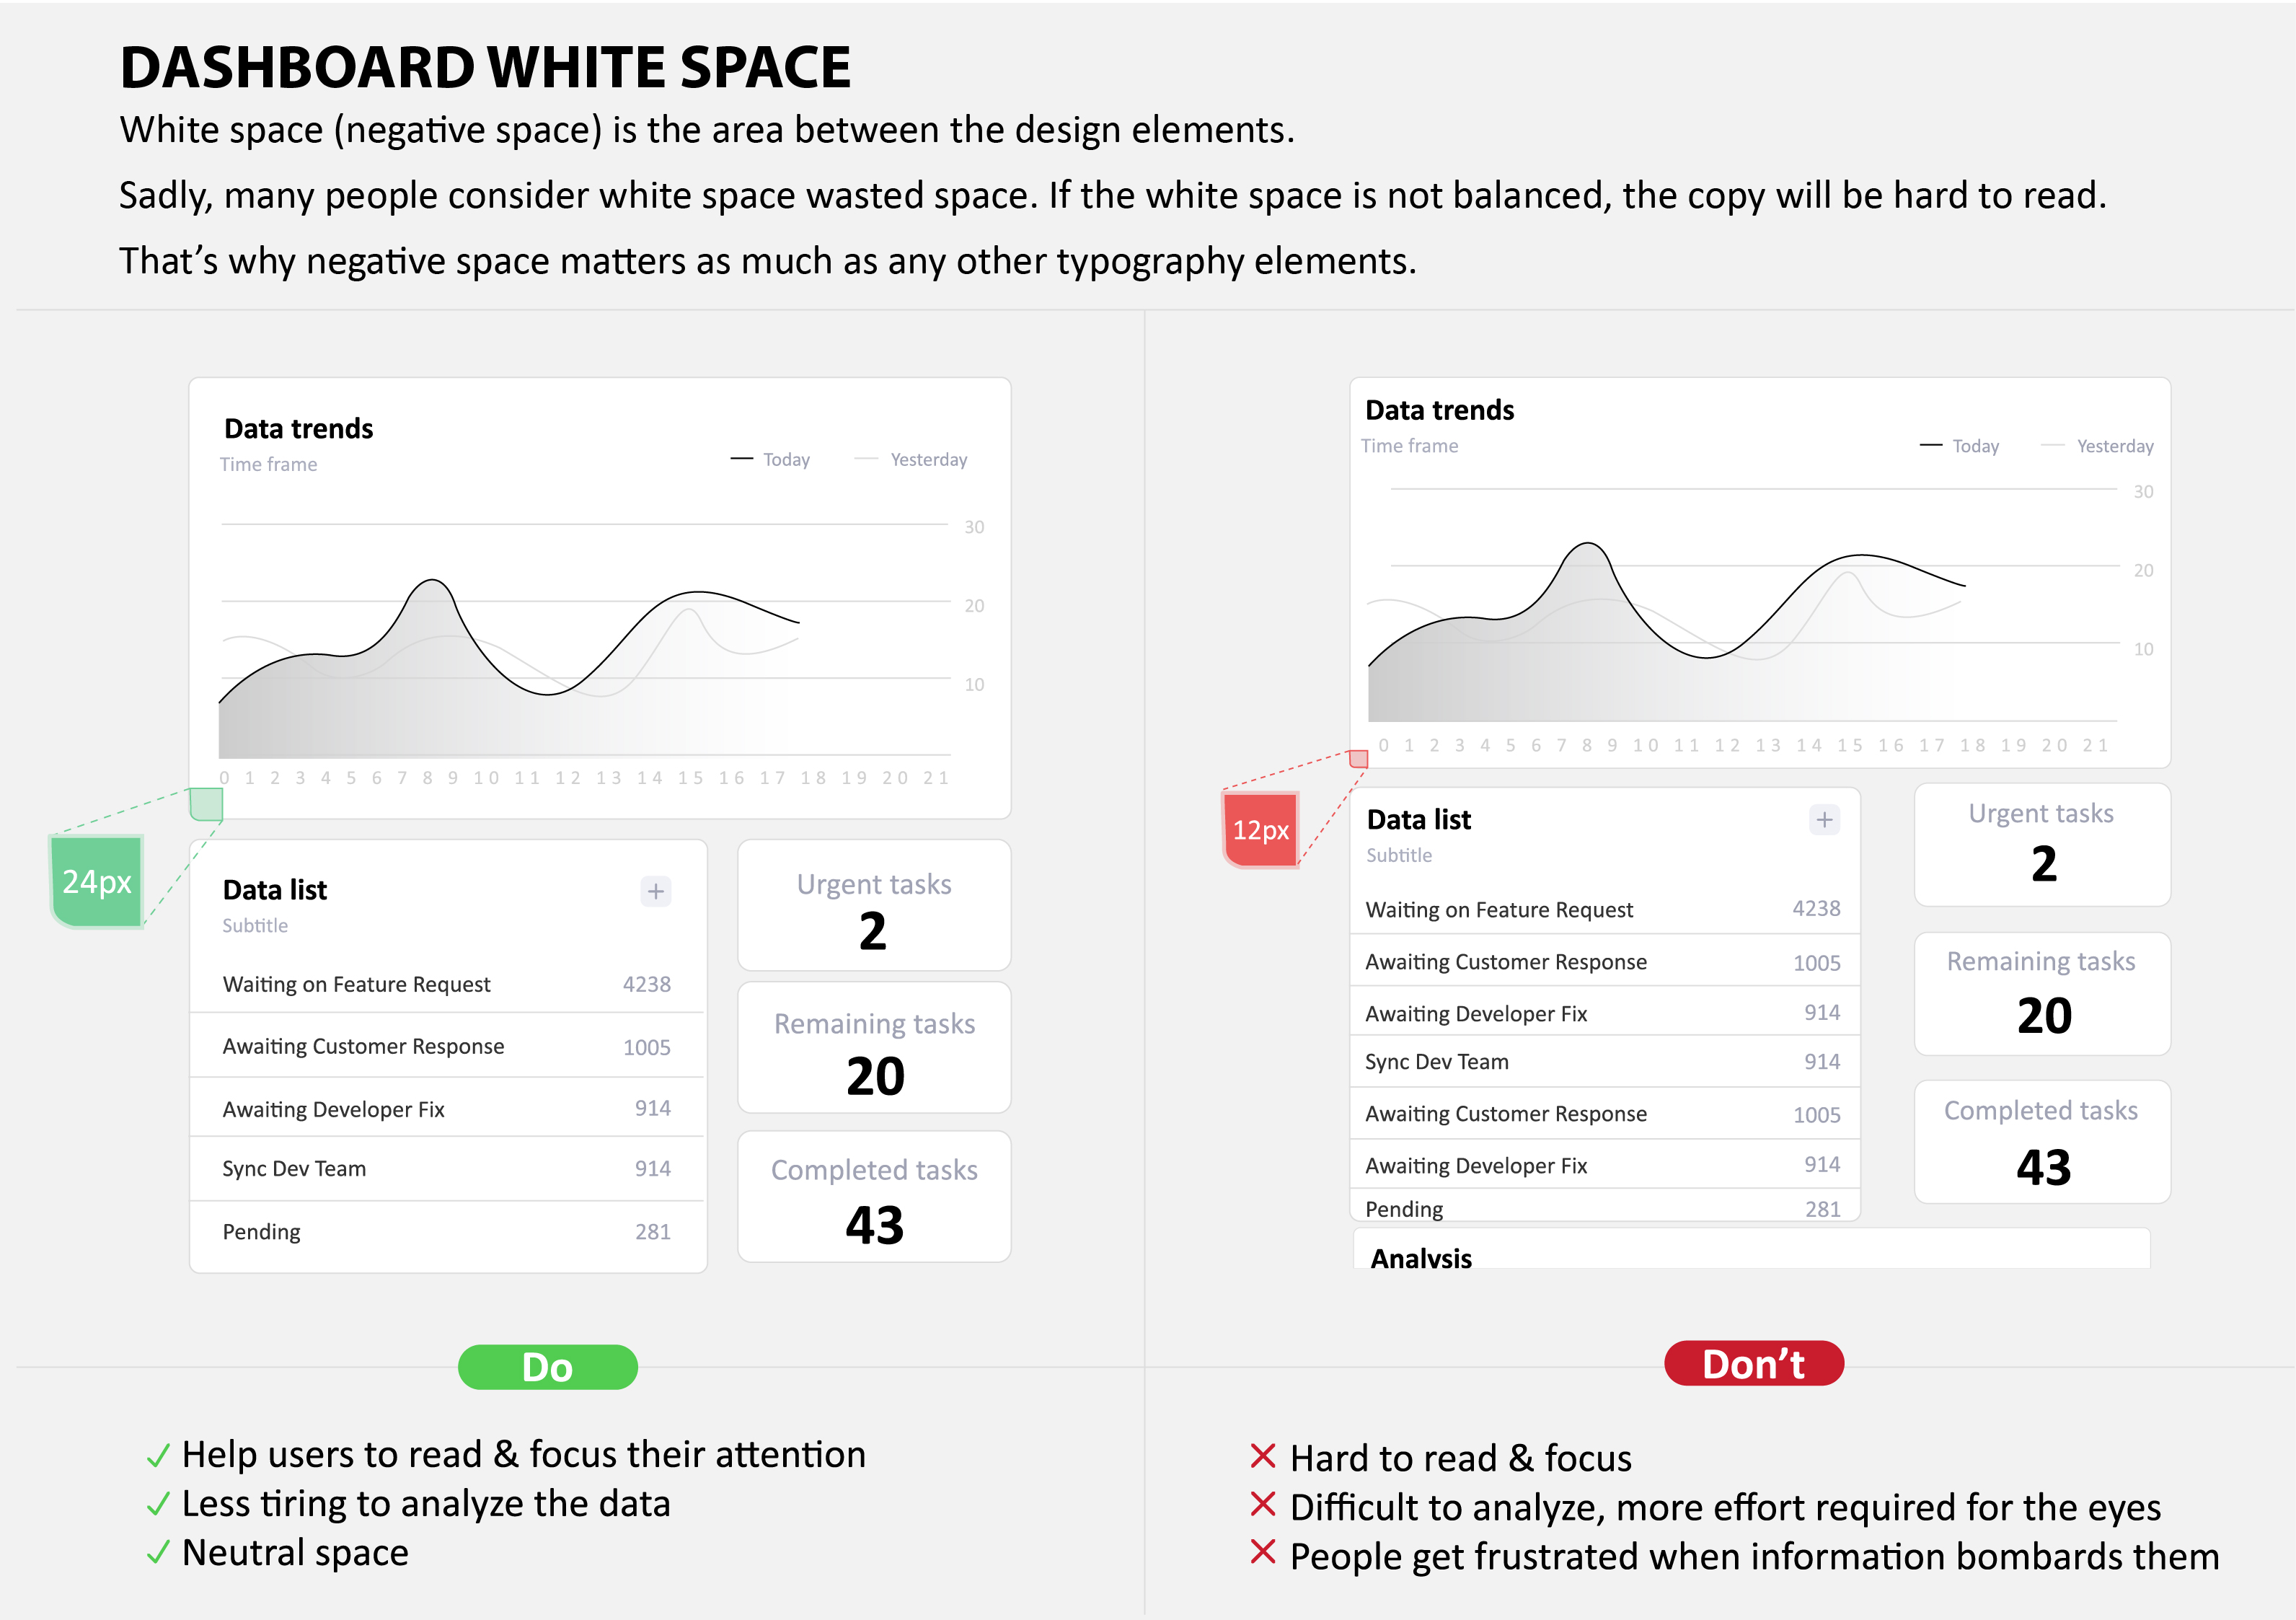 DASHBOARD WHITE SPACE
White space (negative space) is the area between the design elements.
Sadly, many people consider white space wasted space. If the white space is not balanced, the copy will be hard to read.
That’s why negative space matters as much as any other typography elements.
Data trends
Time frame
Today
Yesterday
30
20
10
0 1 2 3 4 5 6 7 8 9 10 11 12 13 14 15 16 17 18 19 20 21
24px
Data list
+
Subtitle
Waiting on Feature Request 4238
Awaiting Customer Response 1005
Awaiting Developer Fix 914
Sync Dev Team 914
Pending 281
Urgent tasks
2
Remaining tasks
20
Completed tasks
43
Do
Help users to read & focus their attention
Less tiring to analyze the data
Neutral space
Data trends
Time frame
Today
Yesterday
30
20
10
0 1 2 3 4 5 6 7 8 9 10 11 12 13 14 15 16 17 18 19 20 21
12px
Data list
+
Subtitle
Waiting on Feature Request 4238
Awaiting Customer Response 1005
Awaiting Developer Fix 914
Sync Dev Team 914
Awaiting Customer Response 1005
Awaiting Developer Fix 914
Pending 281
Analysis
Urgent tasks
2
Remaining tasks
20
Completed tasks
43
Don’t
Hard to read & focus
Difficult to analyze, more effort required for the eyes
People get frustrated when information bombards them